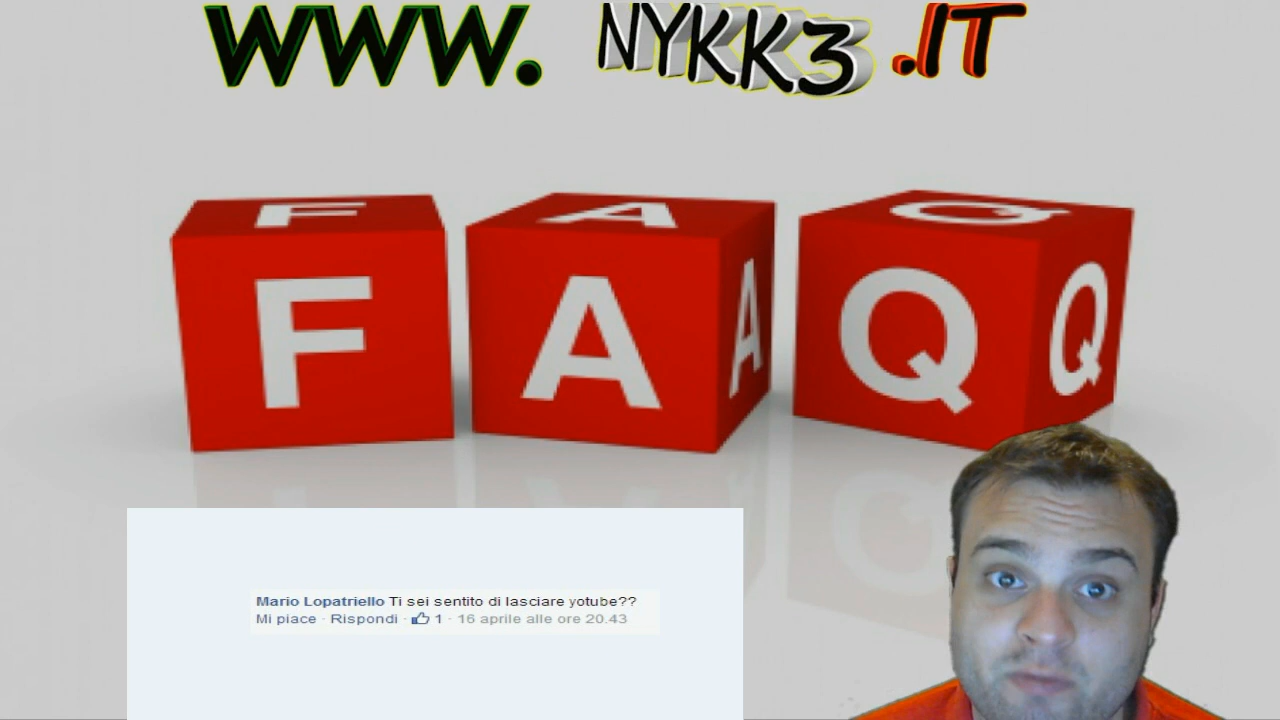 WWW. NYKK3 .IT
F A Q
F A A Q Q
Mario Lopatriello Ti sei sentito di lasciare yotube??
Mi piace · Rispondi · 1 · 16 aprile alle ore 20.43